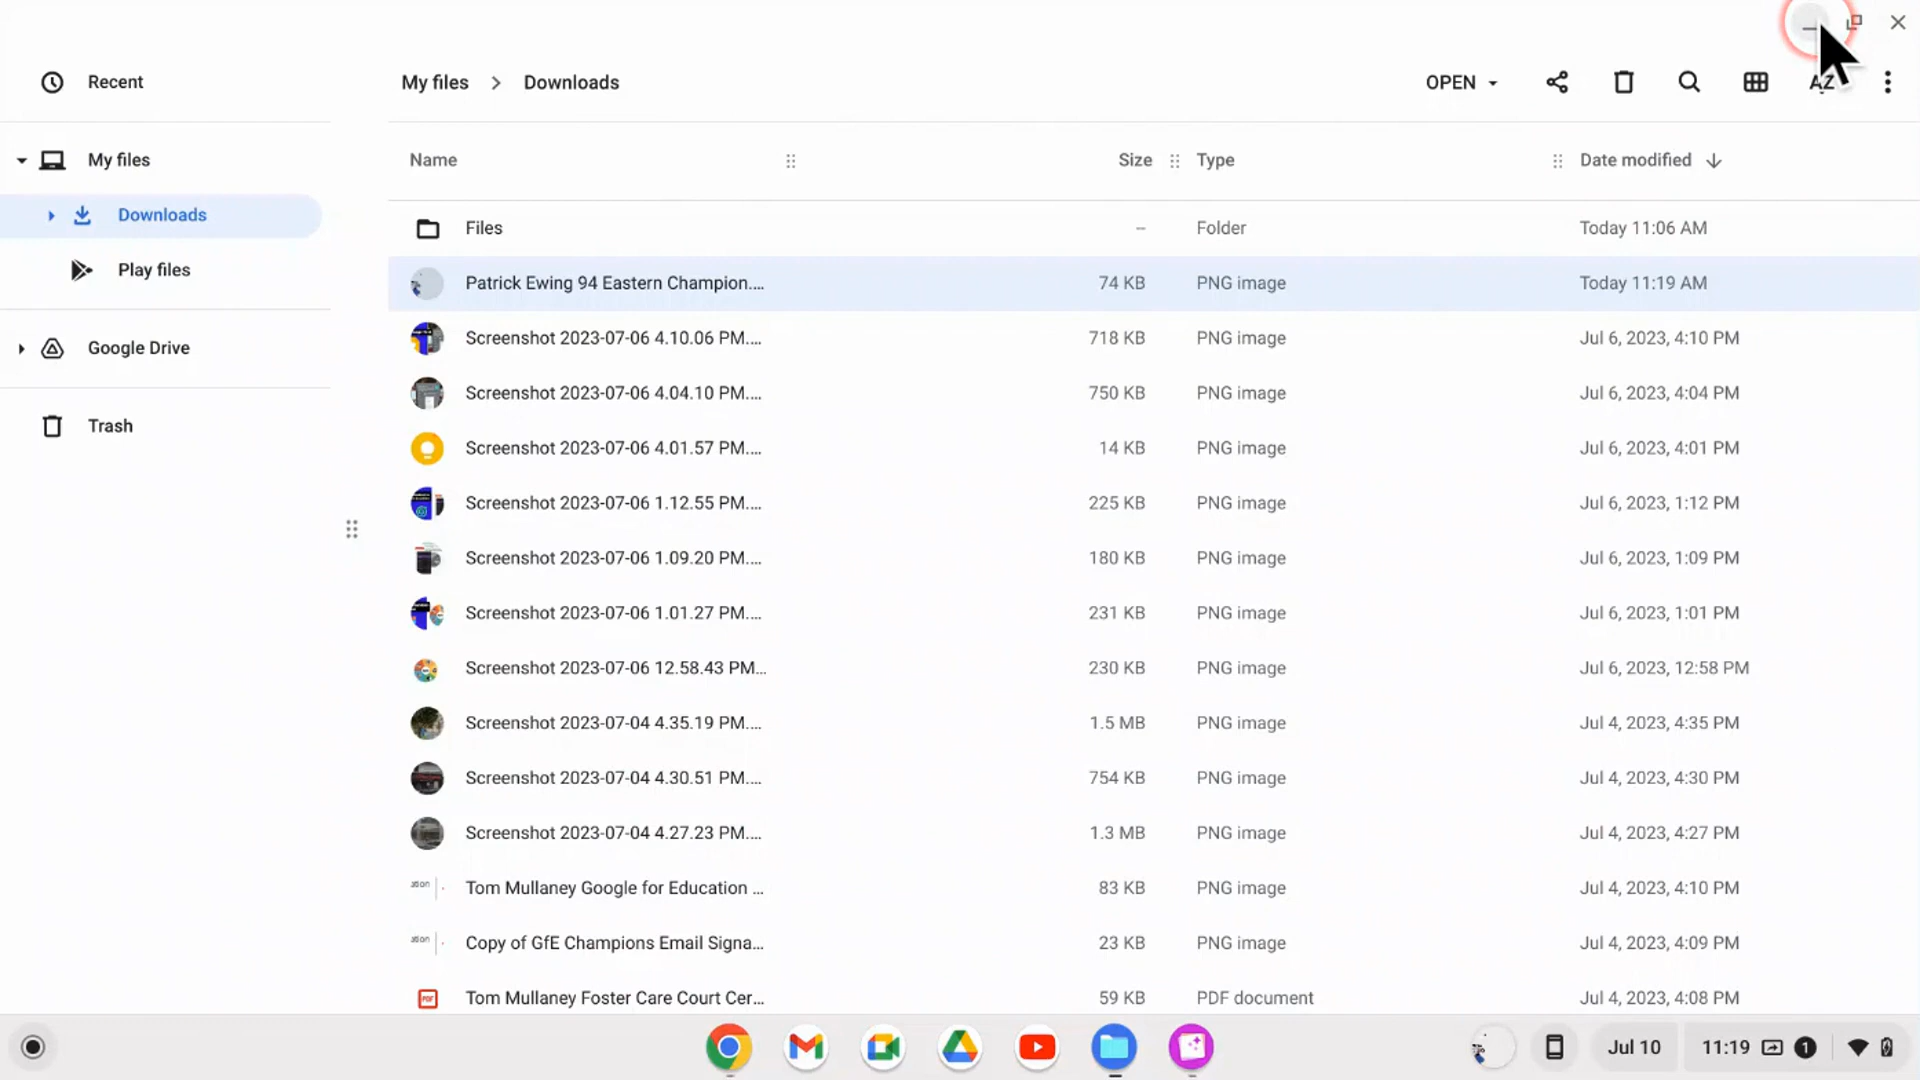 Recent
My files
Downloads
Play files
Google Drive
Trash
My files > Downloads
OPEN
AZ
Name Size Type Date modified
Files -- Folder Today 11:06 AM
Patrick Ewing 94 Eastern Champion.... 74 KB PNG image Today 11:19 AM
Screenshot 2023-07-06 4.10.06 PM.... 718 KB PNG image Jul 6, 2023, 4:10 PM
Screenshot 2023-07-06 4.04.10 PM.... 750 KB PNG image Jul 6, 2023, 4:04 PM
Screenshot 2023-07-06 4.01.57 PM.... 14 KB PNG image Jul 6, 2023, 4:01 PM
Screenshot 2023-07-06 1.12.55 PM.... 225 KB PNG image Jul 6, 2023, 1:12 PM
Screenshot 2023-07-06 1.09.20 PM.... 180 KB PNG image Jul 6, 2023, 1:09 PM
Screenshot 2023-07-06 1.01.27 PM.... 231 KB PNG image Jul 6, 2023, 1:01 PM
Screenshot 2023-07-06 12.58.43 PM... 230 KB PNG image Jul 6, 2023, 12:58 PM
Screenshot 2023-07-04 4.35.19 PM.... 1.5 MB PNG image Jul 4, 2023, 4:35 PM
Screenshot 2023-07-04 4.30.51 PM.... 754 KB PNG image Jul 4, 2023, 4:30 PM
Screenshot 2023-07-04 4.27.23 PM.... 1.3 MB PNG image Jul 4, 2023, 4:27 PM
Tom Mullaney Google for Education ... 83 KB PNG image Jul 4, 2023, 4:10 PM
Copy of GfE Champions Email Signa... 23 KB PNG image Jul 4, 2023, 4:09 PM
PDF Tom Mullaney Foster Care Court Cer... 59 KB PDF document Jul 4, 2023, 4:08 PM
Jul 10 11:19 1